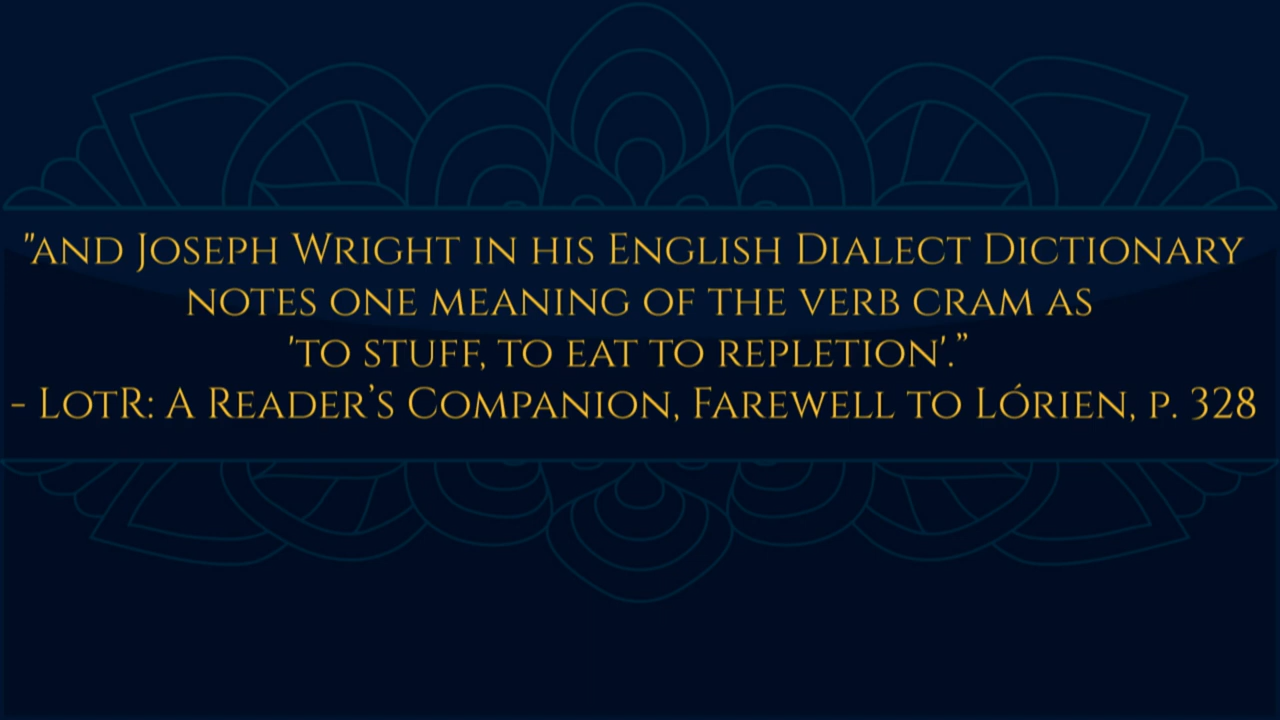 "and Joseph Wright in his English Dialect Dictionary
notes one meaning of the verb cram as
'to stuff, to eat to repletion'.”
- LotR: A Reader’s Companion, Farewell to Lórien, p. 328